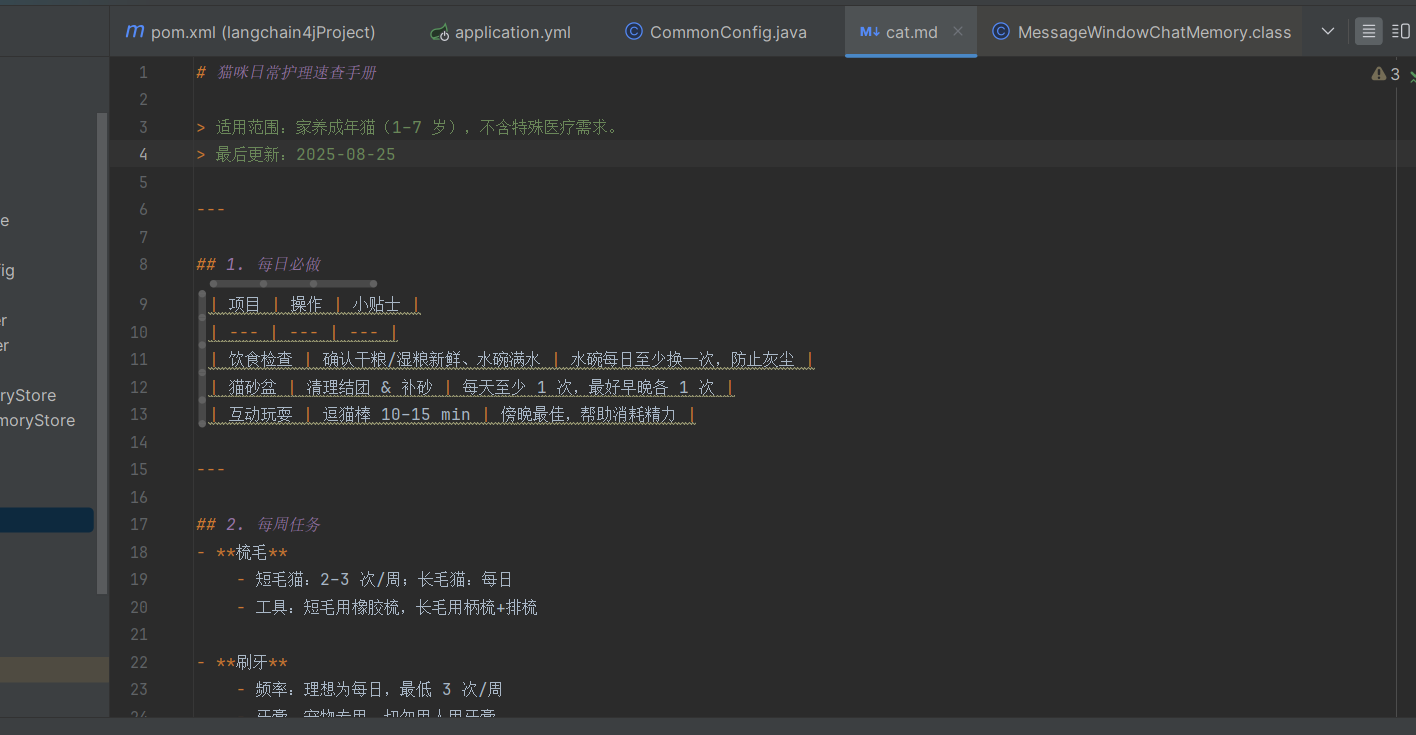 pom.xml (langchain4jProject)
application.yml
CommonConfig.java
cat.md
MessageWindowChatMemory.class
3
1 # 猫咪日常护理速查手册
2
3 > 适用范围：家养成年猫（1-7 岁），不含特殊医疗需求。
4 > 最后更新：2025-08-25
5
6 ---
7
8 ## 1. 每日必做
9 | 项目 | 操作 | 小贴士 |
10 | --- | --- | --- |
11 | 饮食检查 | 确认干粮/湿粮新鲜、水碗满水 | 水碗每日至少换一次，防止灰尘 |
12 | 猫砂盆 | 清理结团 & 补砂 | 每天至少 1 次，最好早晚各 1 次 |
13 | 互动玩耍 | 逗猫棒 10-15 min | 傍晚最佳，帮助消耗精力 |
14
15 ---
16
17 ## 2. 每周任务
18 - **梳毛**
19 - 短毛猫：2-3 次/周；长毛猫：每日
20 - 工具：短毛用橡胶梳，长毛用柄梳+排梳
21
22 - **刷牙**
23 - 频率：理想为每日，最低 3 次/周
e
ig
r
er
ryStore
moryStore